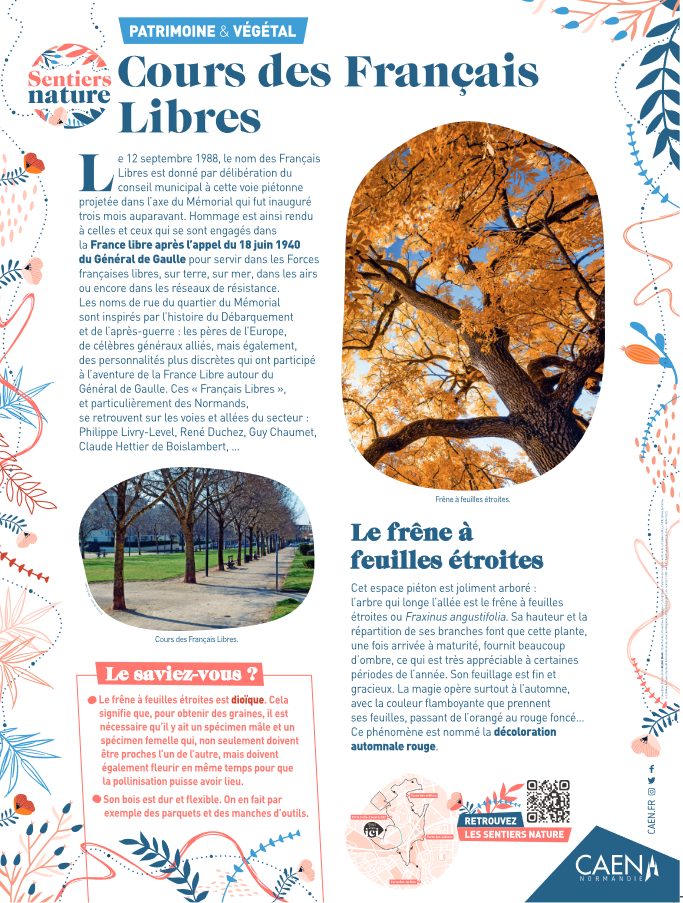 PATRIMOINE & VÉGÉTAL
Sentiers
nature
Cours des Français
Libres
Le 12 septembre 1988, le nom des Français
Libres est donné par délibération du
conseil municipal à cette voie piétonne
projetée dans l'axe du Mémorial qui fut inauguré
trois mois auparavant. Hommage est ainsi rendu
à celles et ceux qui se sont engagés dans
la France libre après l'appel du 18 juin 1940
du Général de Gaulle pour servir dans les Forces
françaises libres, sur terre, sur mer, dans les airs
ou encore dans les réseaux de résistance.
Les noms de rue du quartier du Mémorial
sont inspirés par l'histoire du Débarquement
et de l'après-guerre : les pères de l'Europe,
de célèbres généraux alliés, mais également,
des personnalités plus discrètes qui ont participé
à l'aventure de la France Libre autour du
Général de Gaulle. Ces « Français Libres »,
et particulièrement des Normands,
se retrouvent sur les voies et allées du secteur :
Philippe Livry-Level, René Duchez, Guy Chaumet,
Claude Hettier de Boislambert, ...
Cours des Français Libres.
Le saviez-vous ?
Le frêne à feuilles étroites est dioïque. Cela
signifie que, pour obtenir des graines, il est
nécessaire qu'il y ait un spécimen mâle et un
spécimen femelle qui, non seulement doivent
être proches l'un de l'autre, mais doivent
également fleurir en même temps pour que
la pollinisation puisse avoir lieu.
Son bois est dur et flexible. On en fait par
exemple des parquets et des manches d'outils.
Frêne à feuilles étroites.
Le frêne à
feuilles étroites
Cet espace piéton est joliment arboré :
l'arbre qui longe l'allée est le frêne à feuilles
étroites ou Fraxinus angustifolia. Sa hauteur et la
répartition de ses branches font que cette plante,
une fois arrivée à maturité, fournit beaucoup
d'ombre, ce qui est très appréciable à certaines
périodes de l'année. Son feuillage est fin et
gracieux. La magie opère surtout à l'automne,
avec la couleur flamboyante que prennent
ses feuilles, passant de l'orangé au rouge foncé...
Ce phénomène est nommé la décoloration
automnale rouge.
RETROUVEZ
LES SENTIERS NATURE
CAEN.FR
CAEN
NORMANDIE